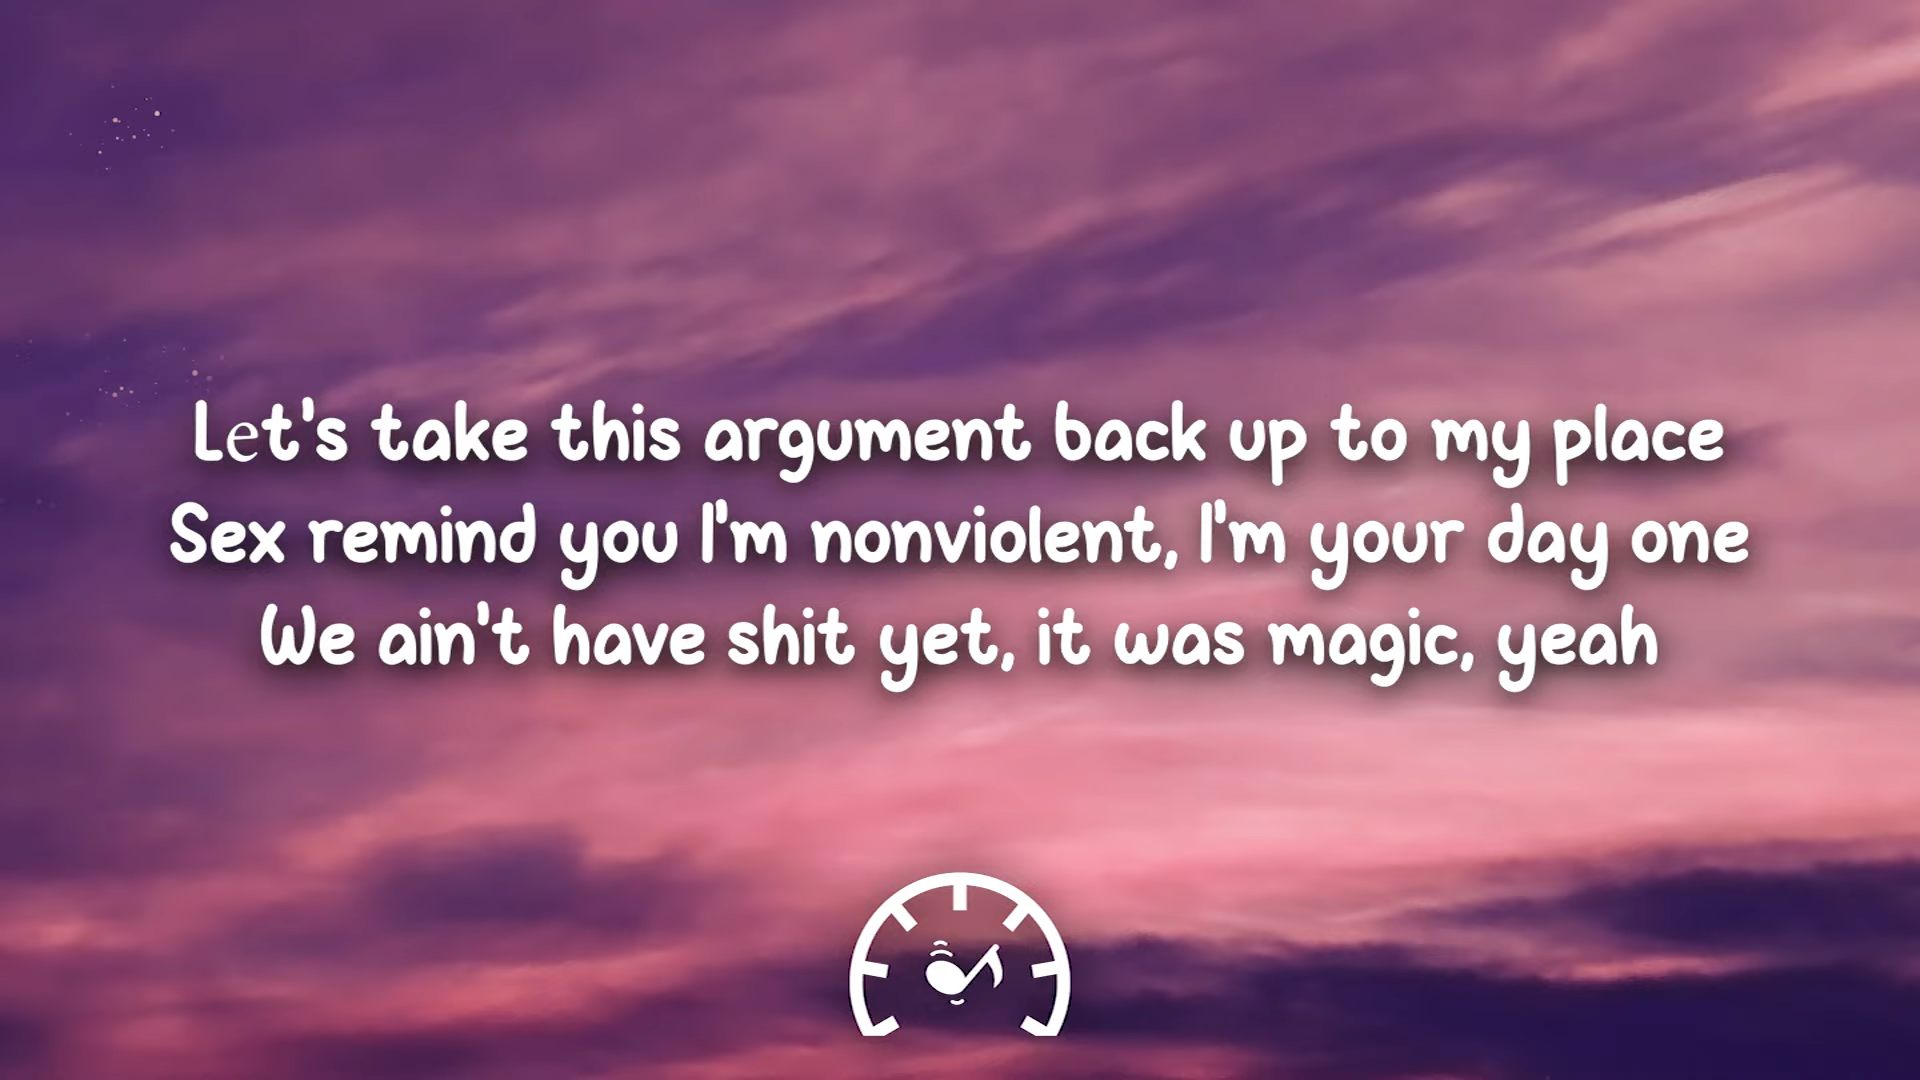 Let's take this argument back up to my place
Sex remind you I'm nonviolent, I'm your day one
We ain't have shit yet, it was magic, yeah